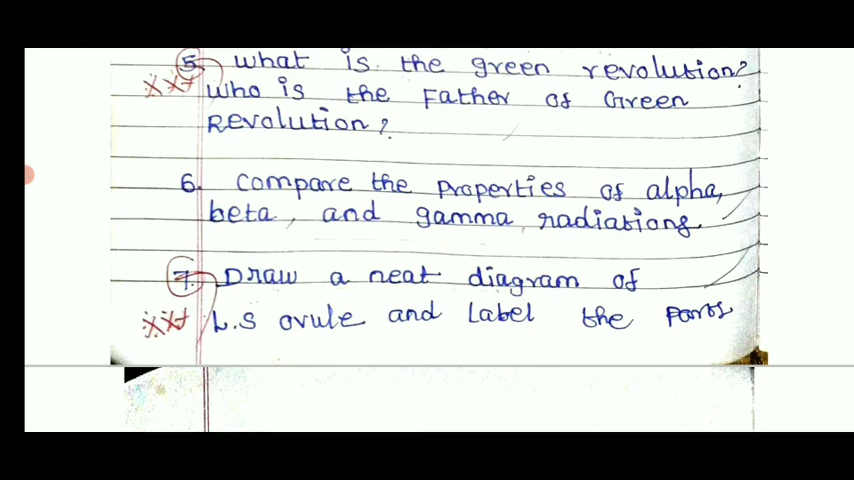 5. What is the green revolution?
Who is the Father of Green
Revolution?
6. Compare the Properties of alpha,
beta, and gamma radiations
7. Draw a neat diagram of
L.S ovule and Label the parts